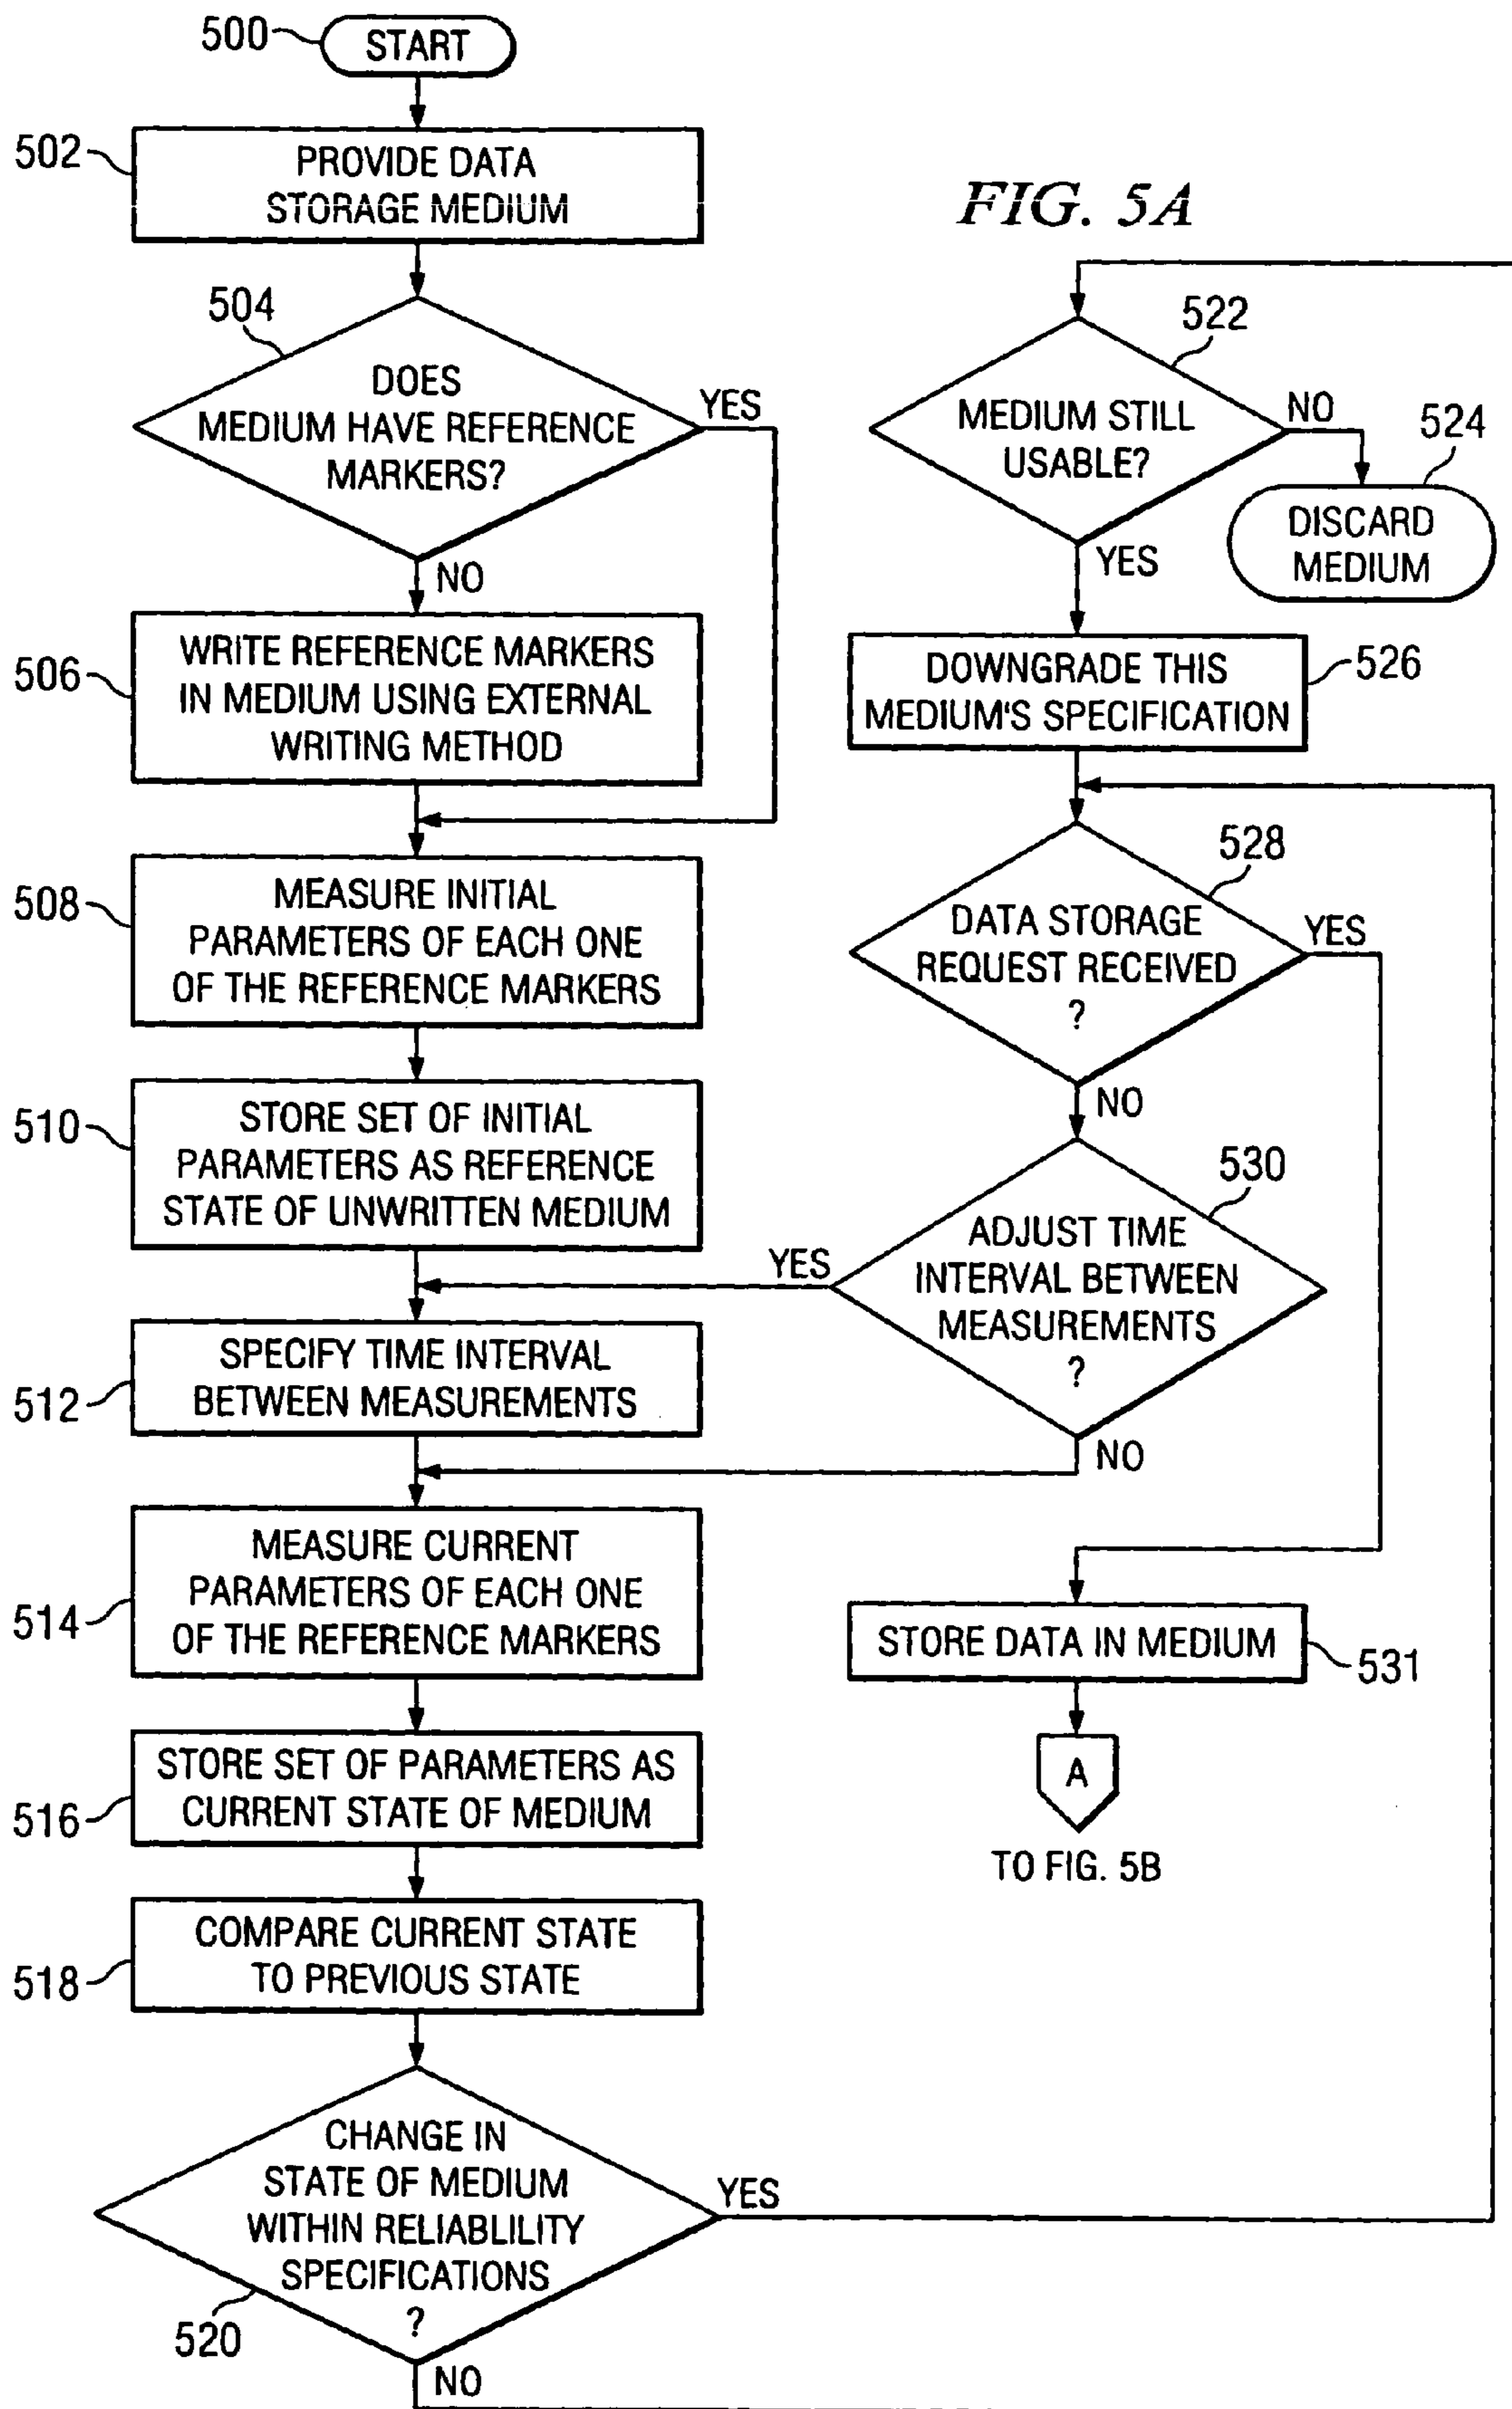 500
START
502
PROVIDE DATA
STORAGE MEDIUM
FIG. 5A
504
DOES
MEDIUM HAVE REFERENCE
MARKERS?
YES
NO
506
WRITE REFERENCE MARKERS
IN MEDIUM USING EXTERNAL
WRITING METHOD
508
MEASURE INITIAL
PARAMETERS OF EACH ONE
OF THE REFERENCE MARKERS
510
STORE SET OF INITIAL
PARAMETERS AS REFERENCE
STATE OF UNWRITTEN MEDIUM
512
SPECIFY TIME INTERVAL
BETWEEN MEASUREMENTS
514
MEASURE CURRENT
PARAMETERS OF EACH ONE
OF THE REFERENCE MARKERS
516
STORE SET OF PARAMETERS AS
CURRENT STATE OF MEDIUM
518
COMPARE CURRENT STATE
TO PREVIOUS STATE
CHANGE IN
STATE OF MEDIUM
WITHIN RELIABLILITY
SPECIFICATIONS
?
520
YES
NO
522
MEDIUM STILL
USABLE?
NO
524
DISCARD
MEDIUM
YES
DOWNGRADE THIS
MEDIUM'S SPECIFICATION
526
528
DATA STORAGE
REQUEST RECEIVED
?
YES
NO
530
ADJUST TIME
INTERVAL BETWEEN
MEASUREMENTS
?
YES
NO
STORE DATA IN MEDIUM
531
A
TO FIG. 5B